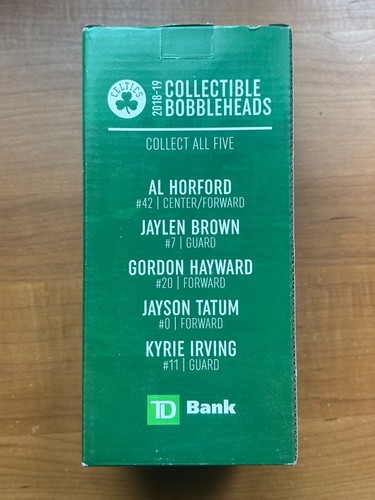 CELTICS
2018-19
COLLECTIBLE
BOBBLEHEADS
COLLECT ALL FIVE
AL HORFORD
#42 | CENTER/FORWARD
JAYLEN BROWN
#7 | GUARD
GORDON HAYWARD
#20 | FORWARD
JAYSON TATUM
#0 | FORWARD
KYRIE IRVING
#11 | GUARD
TD Bank